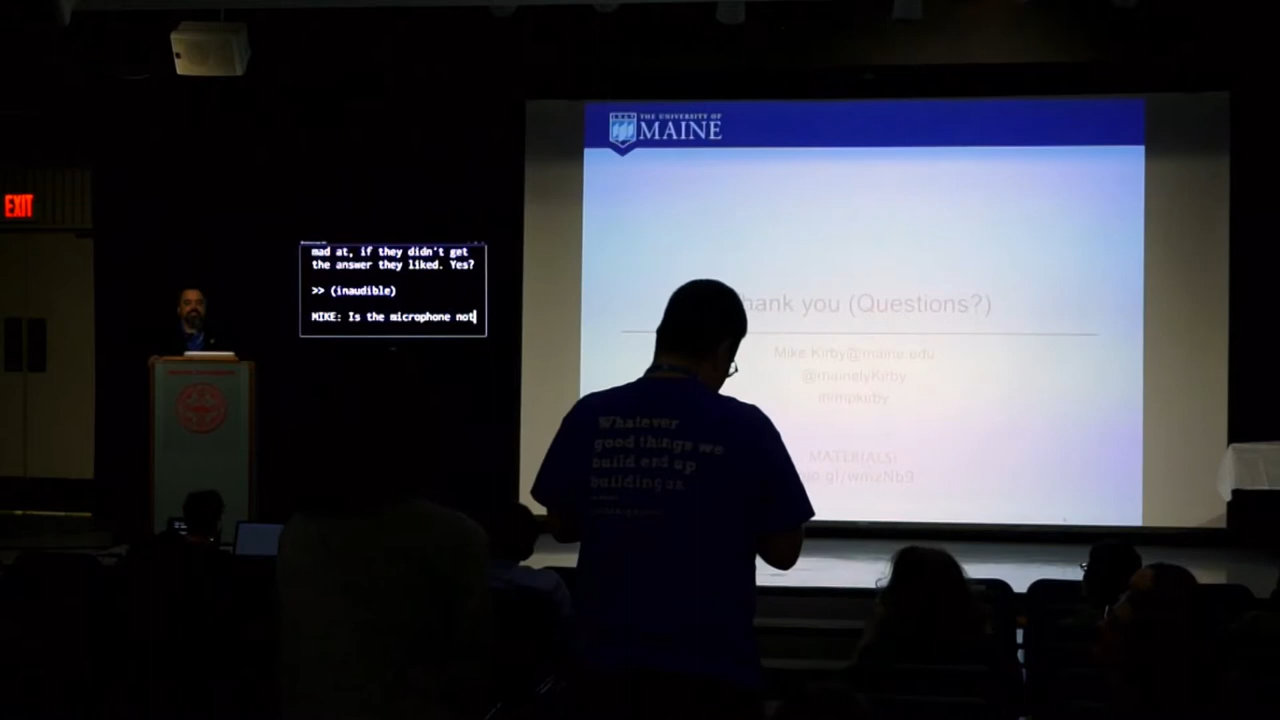 EXIT
mad at, if they didn't get
the answer they liked. Yes?
>> (inaudible)
MIKE: Is the microphone not
THE UNIVERSITY OF
MAINE
hank you (Questions?)
Mike.Kirby@maine.edu
@mainelyKirby
MATERIALS!
Whatever
good things we
build end up
building us.